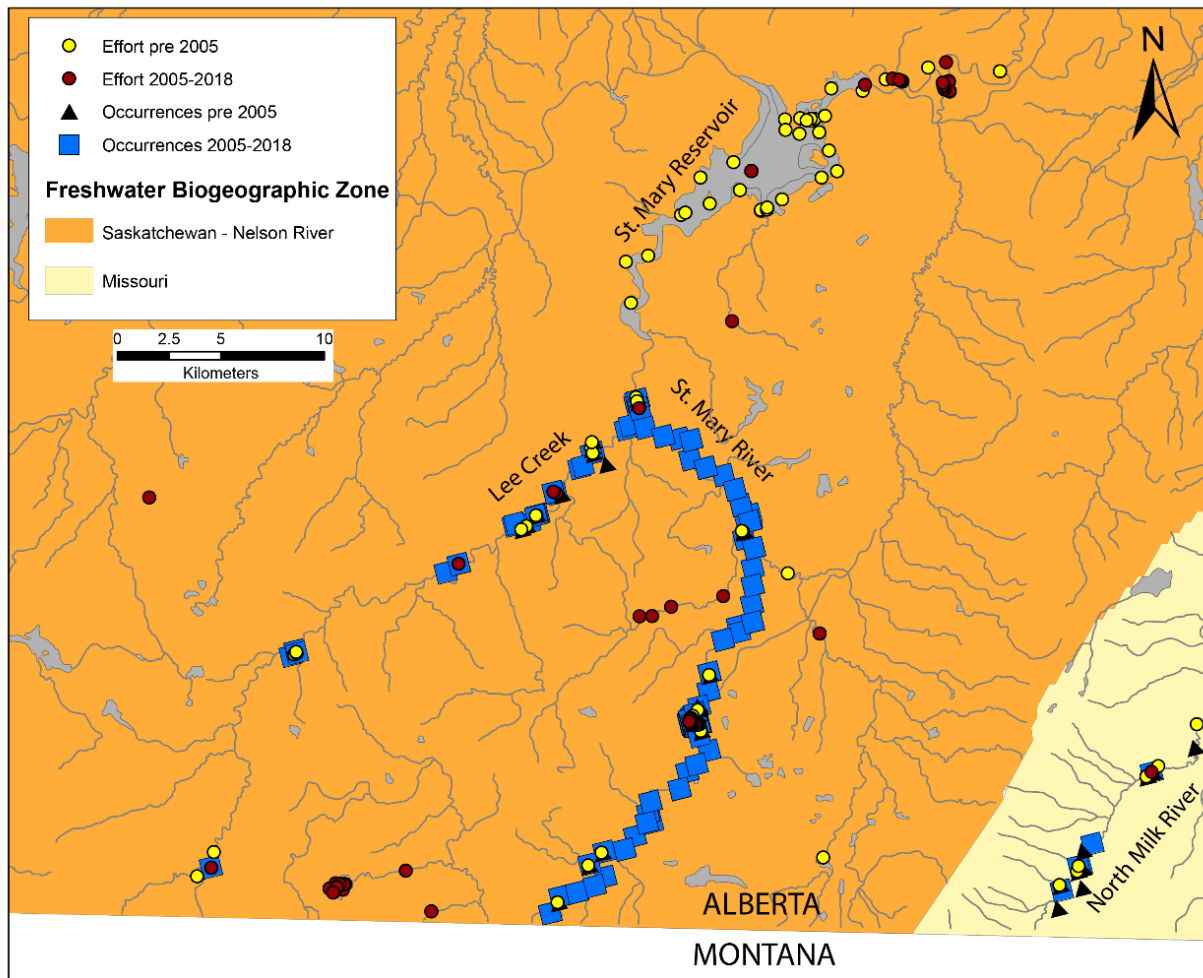 Effort pre 2005
Effort 2005-2018
Occurrences pre 2005
Occurrences 2005-2018
Freshwater Biogeographic Zone
Saskatchewan - Nelson River
Missouri
0 2.5 5 10
Kilometers
N
St. Mary Reservoir
St. Mary River
Lee Creek
North Milk River
ALBERTA
MONTANA